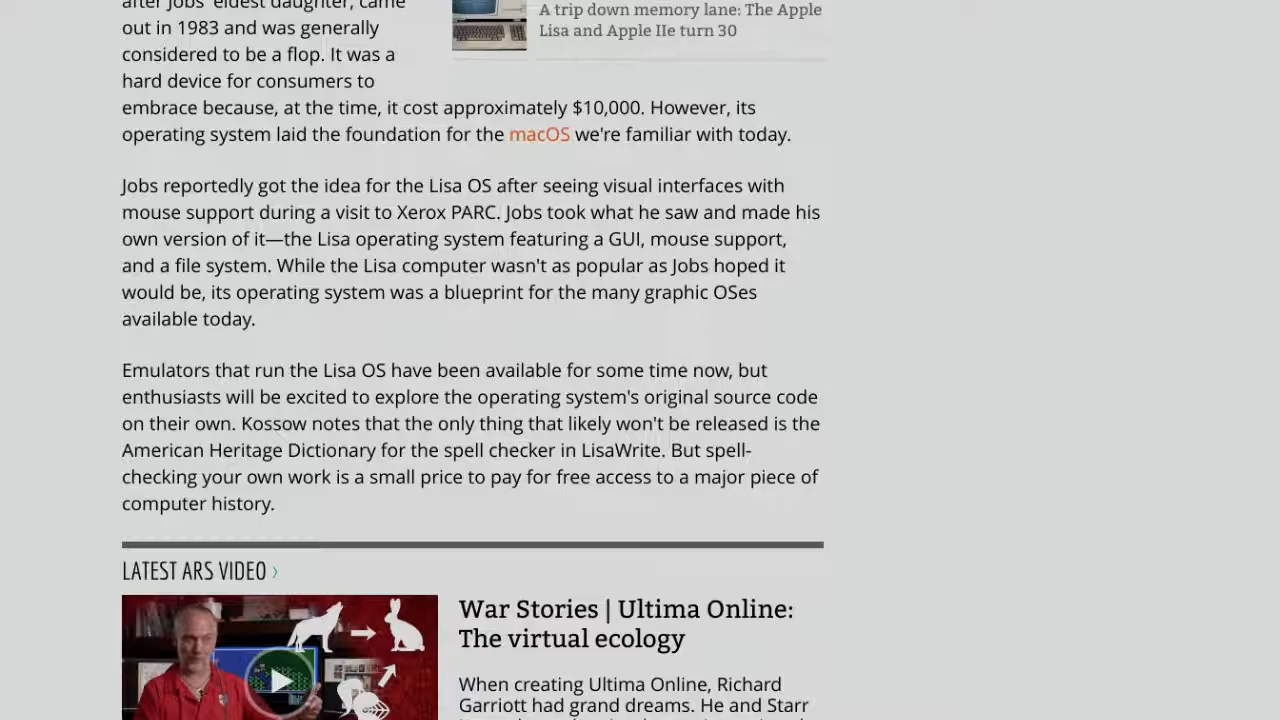 after Jobs' eldest daughter, came
out in 1983 and was generally
considered to be a flop. It was a
hard device for consumers to
embrace because, at the time, it cost approximately $10,000. However, its
operating system laid the foundation for the macOS we're familiar with today.
A trip down memory lane: The Apple
Lisa and Apple IIe turn 30
Jobs reportedly got the idea for the Lisa OS after seeing visual interfaces with
mouse support during a visit to Xerox PARC. Jobs took what he saw and made his
own version of it—the Lisa operating system featuring a GUI, mouse support,
and a file system. While the Lisa computer wasn't as popular as Jobs hoped it
would be, its operating system was a blueprint for the many graphic OSes
available today.
Emulators that run the Lisa OS have been available for some time now, but
enthusiasts will be excited to explore the operating system's original source code
on their own. Kossow notes that the only thing that likely won't be released is the
American Heritage Dictionary for the spell checker in LisaWrite. But spell-
checking your own work is a small price to pay for free access to a major piece of
computer history.
LATEST ARS VIDEO ›
War Stories | Ultima Online:
The virtual ecology
When creating Ultima Online, Richard
Garriott had grand dreams. He and Starr